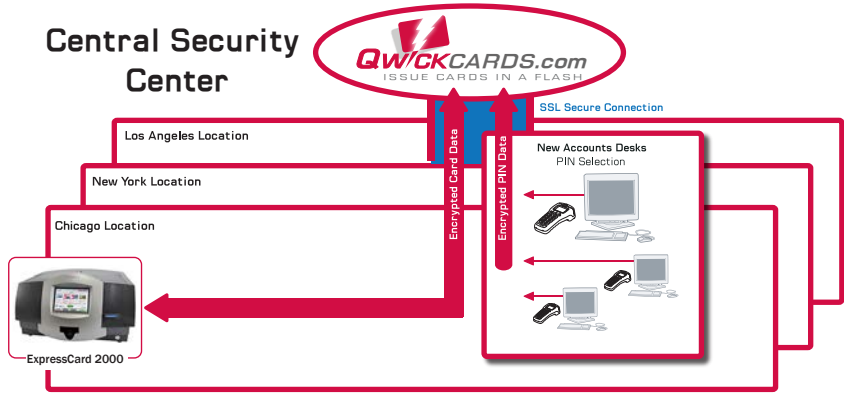 Central Security
Center
QWICKCARDS.com
ISSUE CARDS IN A FLASH
SSL Secure Connection
Los Angeles Location
New York Location
Chicago Location
Encrypted Card Data
Encrypted PIN Data
New Accounts Desks
PIN Selection
ExpressCard 2000